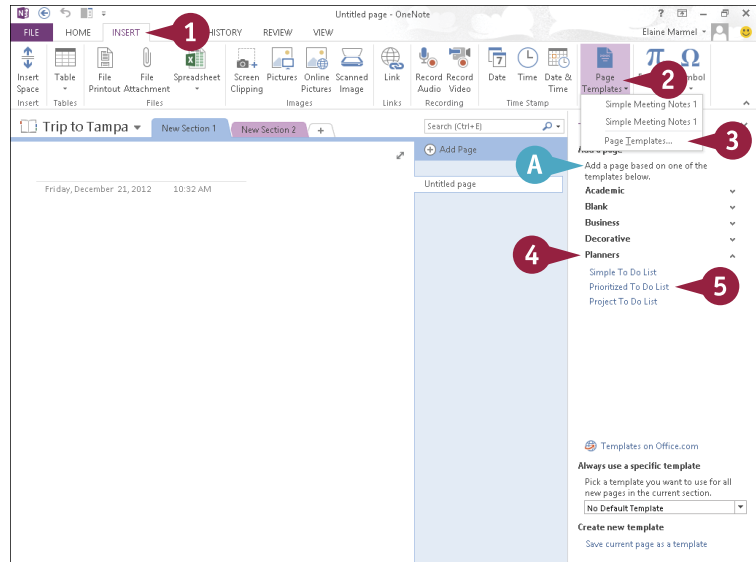 Untitled page - OneNote
FILE HOME INSERT HISTORY REVIEW VIEW
Elaine Marmel
Insert Space
Table
File Printout
File Attachment
Spreadsheet
Screen Clipping
Pictures
Online Pictures
Scanned Image
Link
Record Audio
Record Video
Date
Time
Date & Time
Page Templates
π
Ω
Insert Tables Files Images Links Recording Time Stamp
Simple Meeting Notes 1
Simple Meeting Notes 1
Page Templates...
1
2
3
Trip to Tampa
New Section 1
New Section 2
Search (Ctrl+E)
Add Page
Untitled page
Friday, December 21, 2012 10:32 AM
Add a page
A
Add a page based on one of the
templates below.
Academic
Blank
Business
Decorative
4
Planners
Simple To Do List
Prioritized To Do List
5
Project To Do List
Templates on Office.com
Always use a specific template
Pick a template you want to use for all
new pages in the current section.
No Default Template
Create new template
Save current page as a template